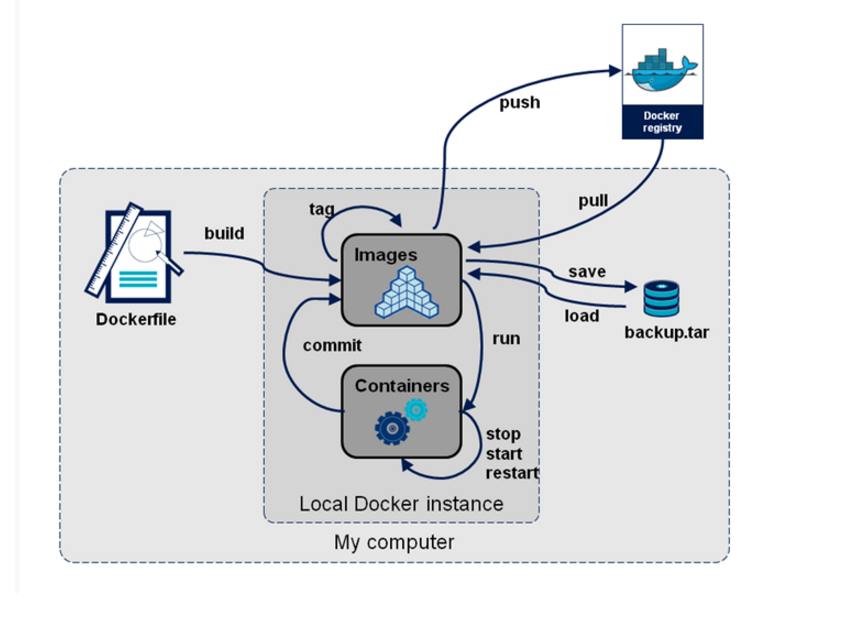 push
Docker
registry
pull
tag
build
Images
save
load
backup.tar
Dockerfile
commit
run
Containers
stop
start
restart
Local Docker instance
My computer